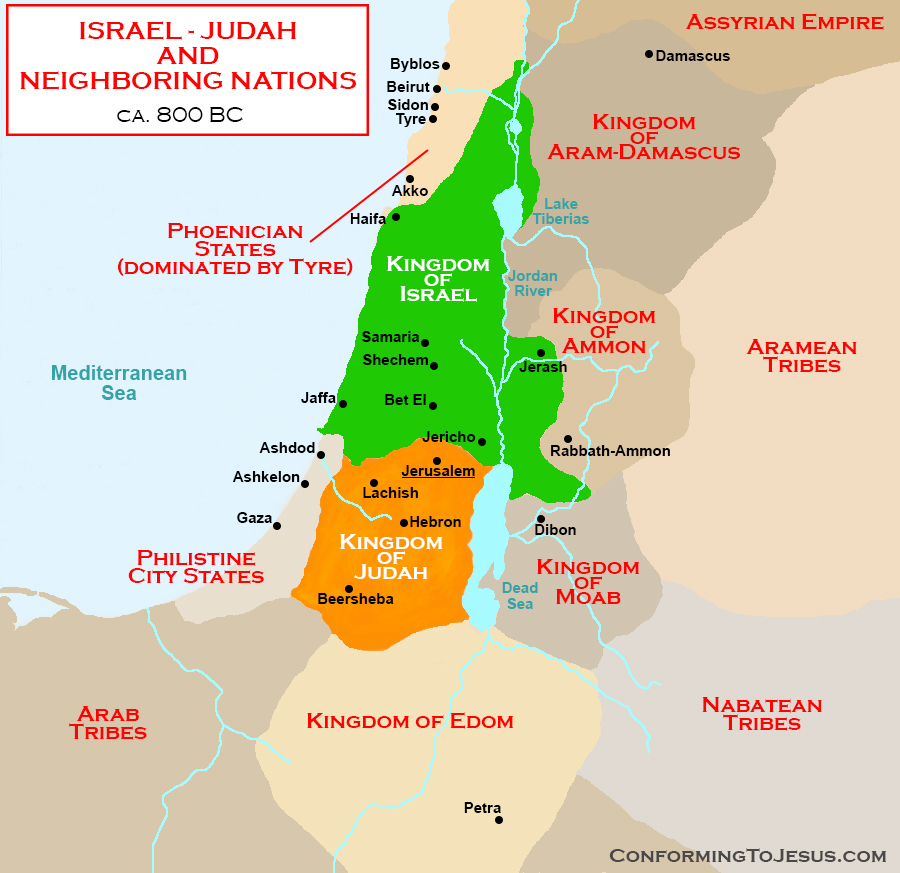 ISRAEL - JUDAH
AND
NEIGHBORING NATIONS
CA. 800 BC
ASSYRIAN EMPIRE
Damascus
Byblos
Beirut
Sidon
Tyre
KINGDOM
OF
ARAM-DAMASCUS
Akko
Haifa
Lake
Tiberias
PHOENICIAN
STATES
(DOMINATED BY TYRE)
KINGDOM
OF
ISRAEL
Jordan
River
KINGDOM
OF
AMMON
Samaria
Shechem
Jerash
ARAMEAN
TRIBES
Mediterranean
Sea
Jaffa
Bet El
Jericho
Rabbath-Ammon
Ashdod
Jerusalem
Ashkelon
Lachish
Gaza
Hebron
Dibon
KINGDOM
OF
JUDAH
PHILISTINE
CITY STATES
KINGDOM
OF
MOAB
Dead
Sea
Beersheba
ARAB
TRIBES
KINGDOM OF EDOM
NABATEAN
TRIBES
Petra
CONFORMINGTOJESUS.COM